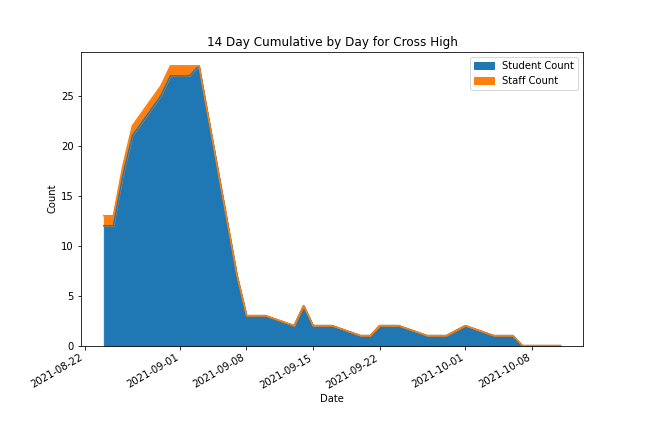 14 Day Cumulative by Day for Cross High
Student Count
Staff Count
Count
25
20
15
10
5
0
2021-08-22
2021-09-01
2021-09-08
2021-09-15
2021-09-22
2021-10-01
2021-10-08
Date